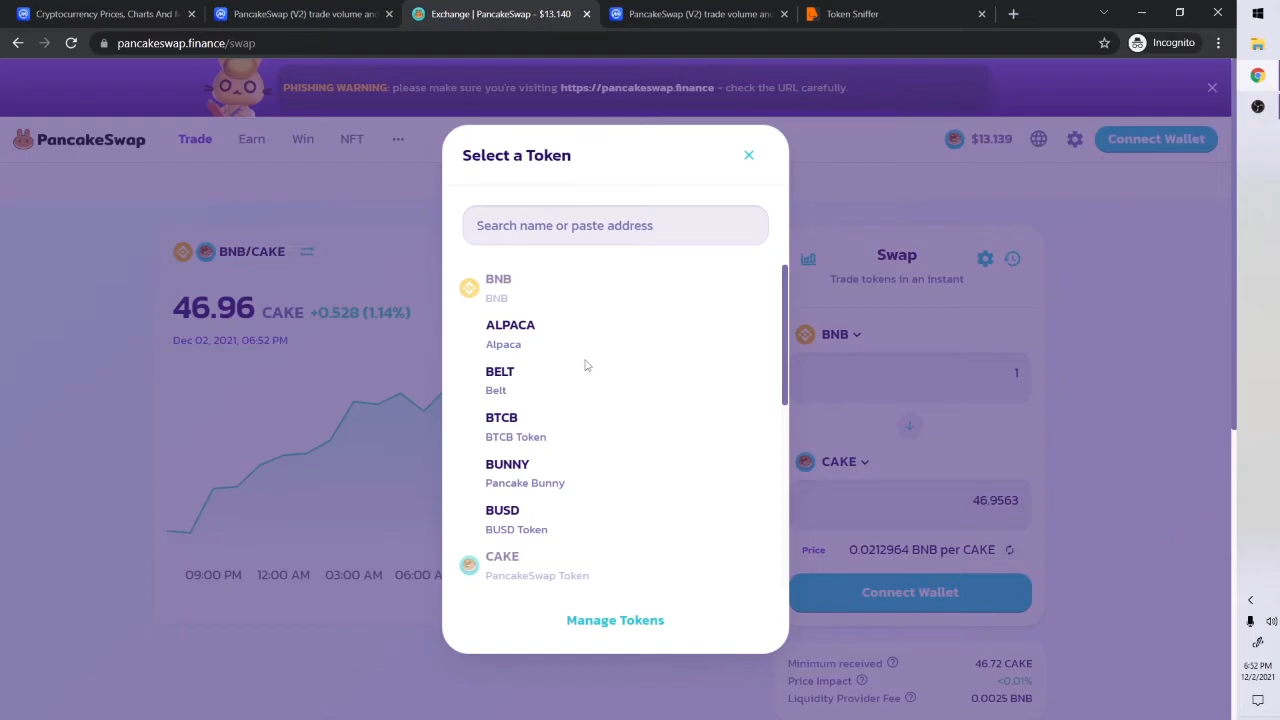 Cryptocurrency Prices, Charts And M
PancakeSwap (V2) trade volume and
Exchange | PancakeSwap - $13.140
PancakeSwap (V2) trade volume and
Token Sniffer
pancakeswap.finance/swap
Incognito
PHISHING WARNING: please make sure you're visiting https://pancakeswap.finance - check the URL carefully.
PancakeSwap
Trade
Earn
Win
NFT
$13.139
Connect Wallet
Select a Token
Search name or paste address
BNB
BNB
ALPACA
Alpaca
BELT
Belt
BTCB
BTCB Token
BUNNY
Pancake Bunny
BUSD
BUSD Token
CAKE
PancakeSwap Token
Manage Tokens
BNB/CAKE
46.96 CAKE +0.528 (1.14%)
Dec 02, 2021, 06:52 PM
09:00 PM 12:00 AM 03:00 AM 06:00 A
Swap
Trade tokens in an instant
BNB
1
CAKE
46.9563
Price 0.0212964 BNB per CAKE
Connect Wallet
Minimum received 46.72 CAKE
Price Impact <0.01%
Liquidity Provider Fee 0.0025 BNB
6:52 PM
12/2/2021